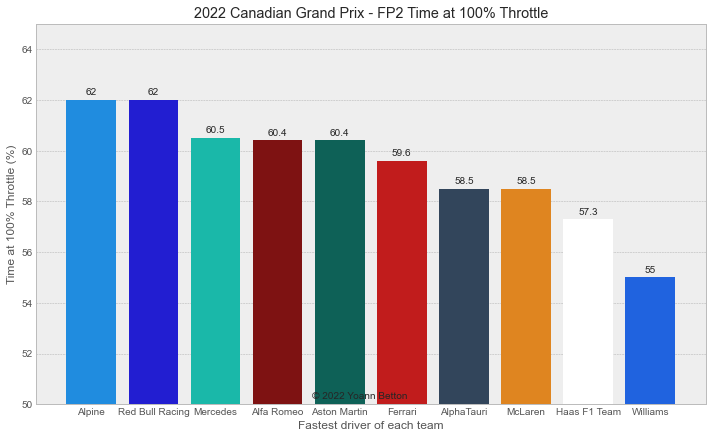 2022 Canadian Grand Prix - FP2 Time at 100% Throttle
Time at 100% Throttle (%)
64
62
60
58
56
54
52
50
62
62
60.5
60.4
60.4
59.6
58.5
58.5
57.3
55
© 2022 Yoann Betton
Alpine
Red Bull Racing
Mercedes
Alfa Romeo
Aston Martin
Ferrari
AlphaTauri
McLaren
Haas F1 Team
Williams
Fastest driver of each team